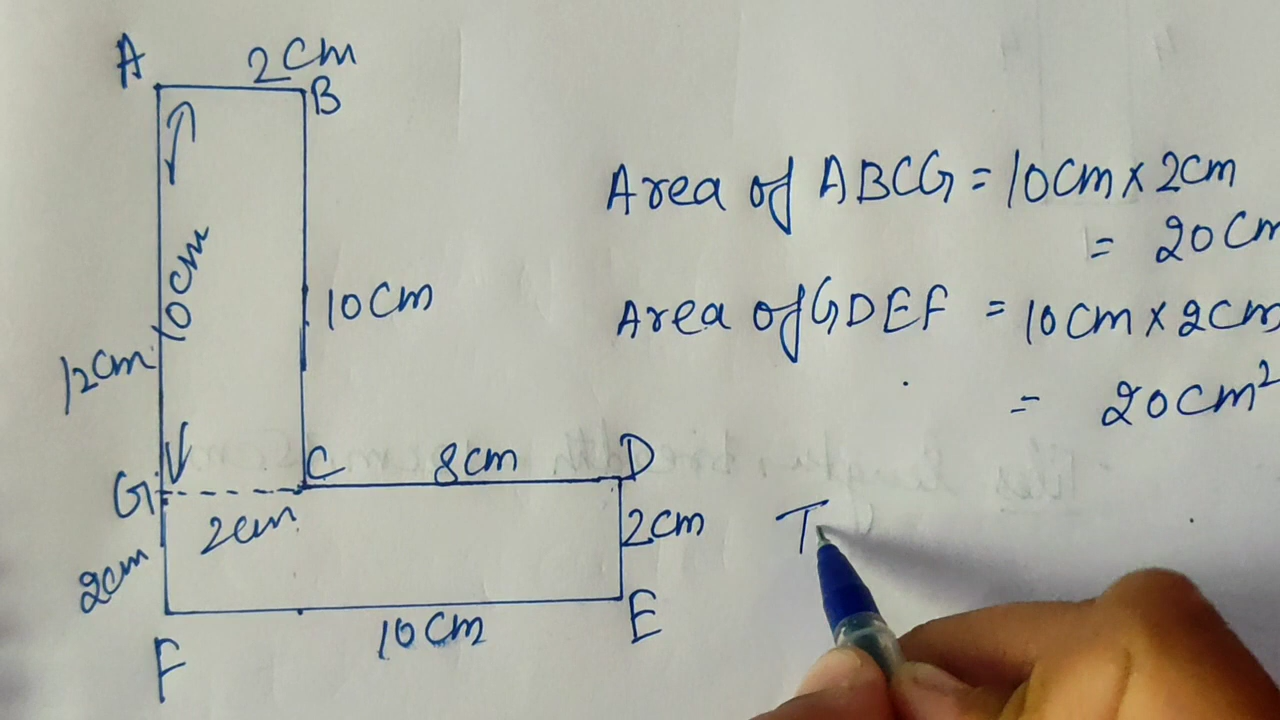 A
2cm
B
Area of ABCG = 10cm x 2cm
= 20cm
10cm
10cm
Area of GDEF = 10cm x 2cm
12cm
= 20cm²
C
8cm
D
G
2cm
2cm
T
2cm
10cm
E
F